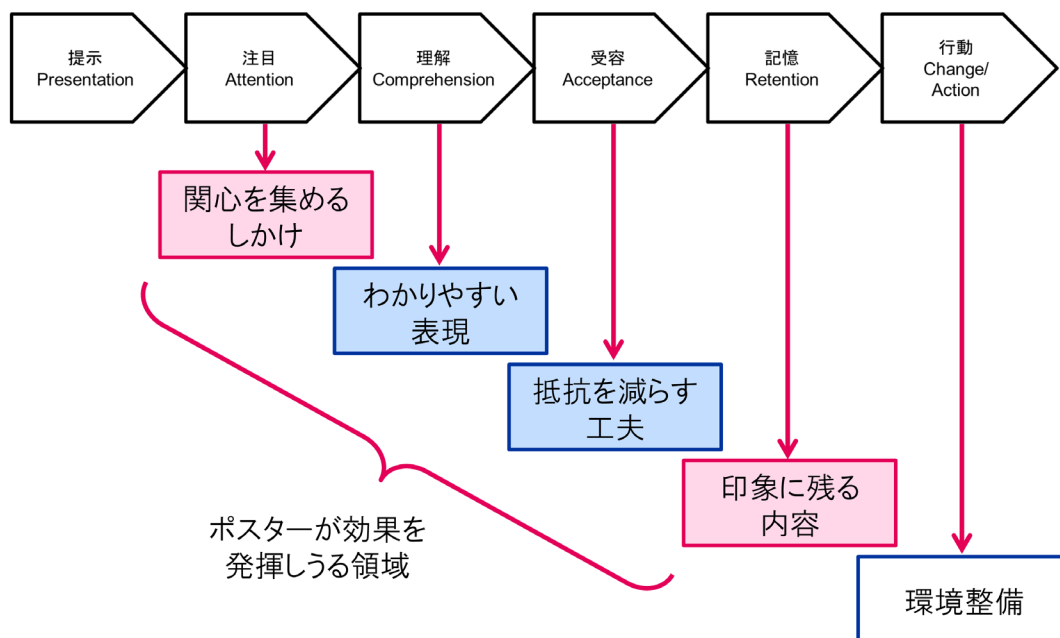 提示
Presentation
注目
Attention
理解
Comprehension
受容
Acceptance
記憶
Retention
行動
Change/
Action
関心を集める
しかけ
わかりやすい
表現
抵抗を減らす
工夫
印象に残る
内容
ポスターが効果を
発揮しうる領域
環境整備